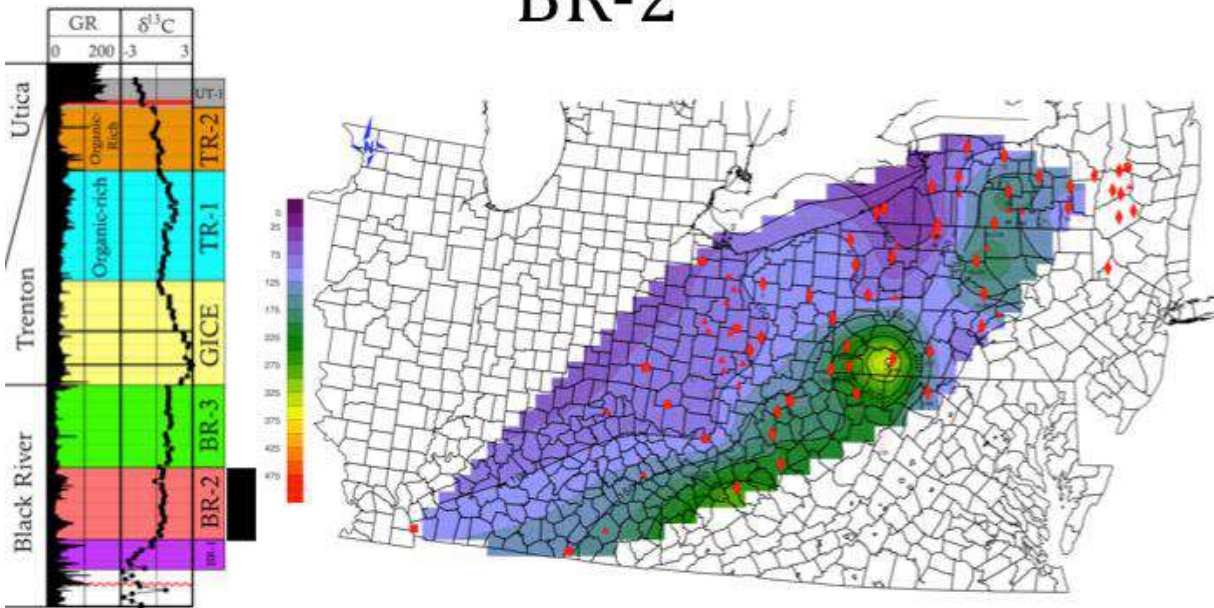 BR-2
GR δ¹³C
0 200 -3 3
Utica
Trenton
Black River
UT-1
Organic-Rich
TR-2
Organic-rich
TR-1
GICE
BR-3
BR-2
BR-1
N
0
25
75
125
175
225
275
325
375
425
475